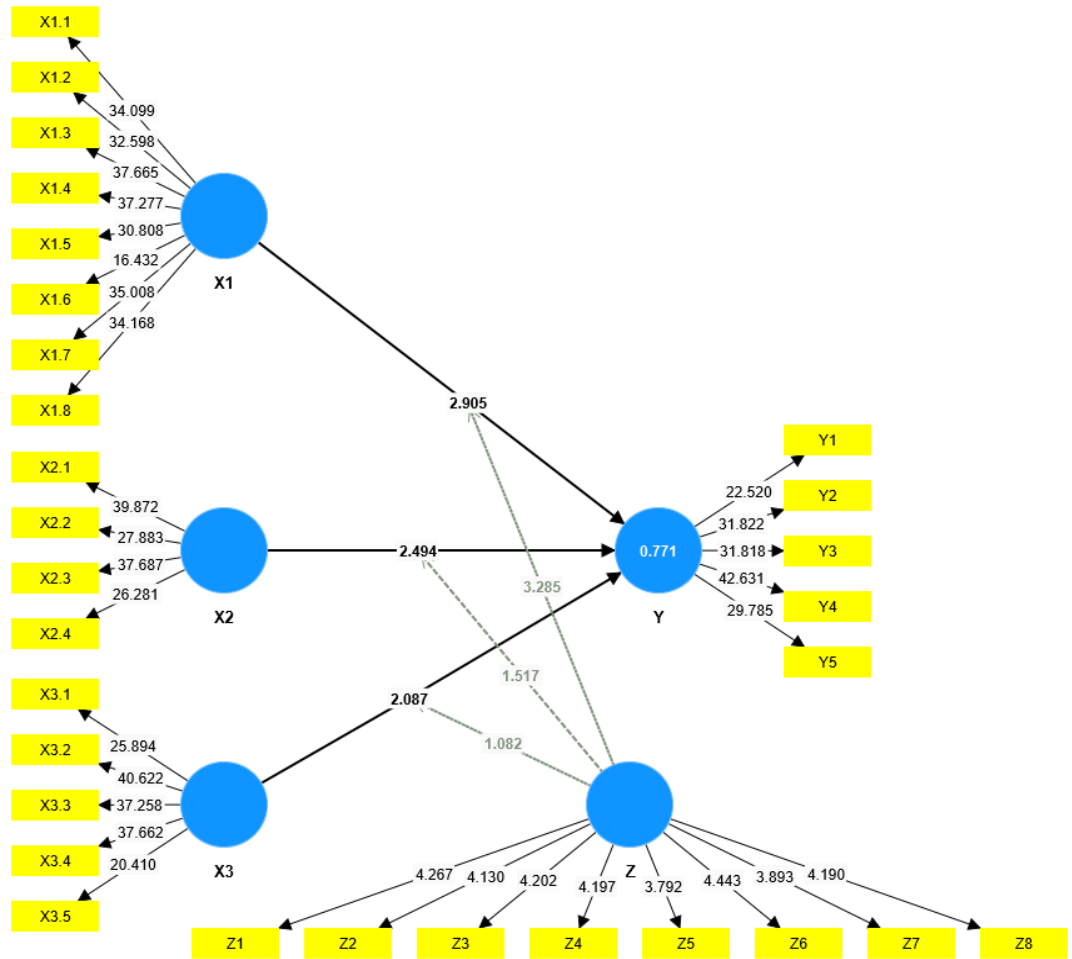 X1.1
X1.2
X1.3
X1.4
X1.5
X1.6
X1.7
X1.8
34.099
32.598
37.665
37.277
30.808
16.432
35.008
34.168
X1
X2.1
X2.2
X2.3
X2.4
39.872
27.883
37.687
26.281
X2
X3.1
X3.2
X3.3
X3.4
X3.5
25.894
40.622
37.258
37.662
20.410
X3
2.905
2.494
2.087
3.285
1.517
1.082
0.771
Y
22.520
31.822
31.818
42.631
29.785
Y1
Y2
Y3
Y4
Y5
Z
4.267
4.130
4.202
4.197
3.792
4.443
3.893
4.190
Z1
Z2
Z3
Z4
Z5
Z6
Z7
Z8